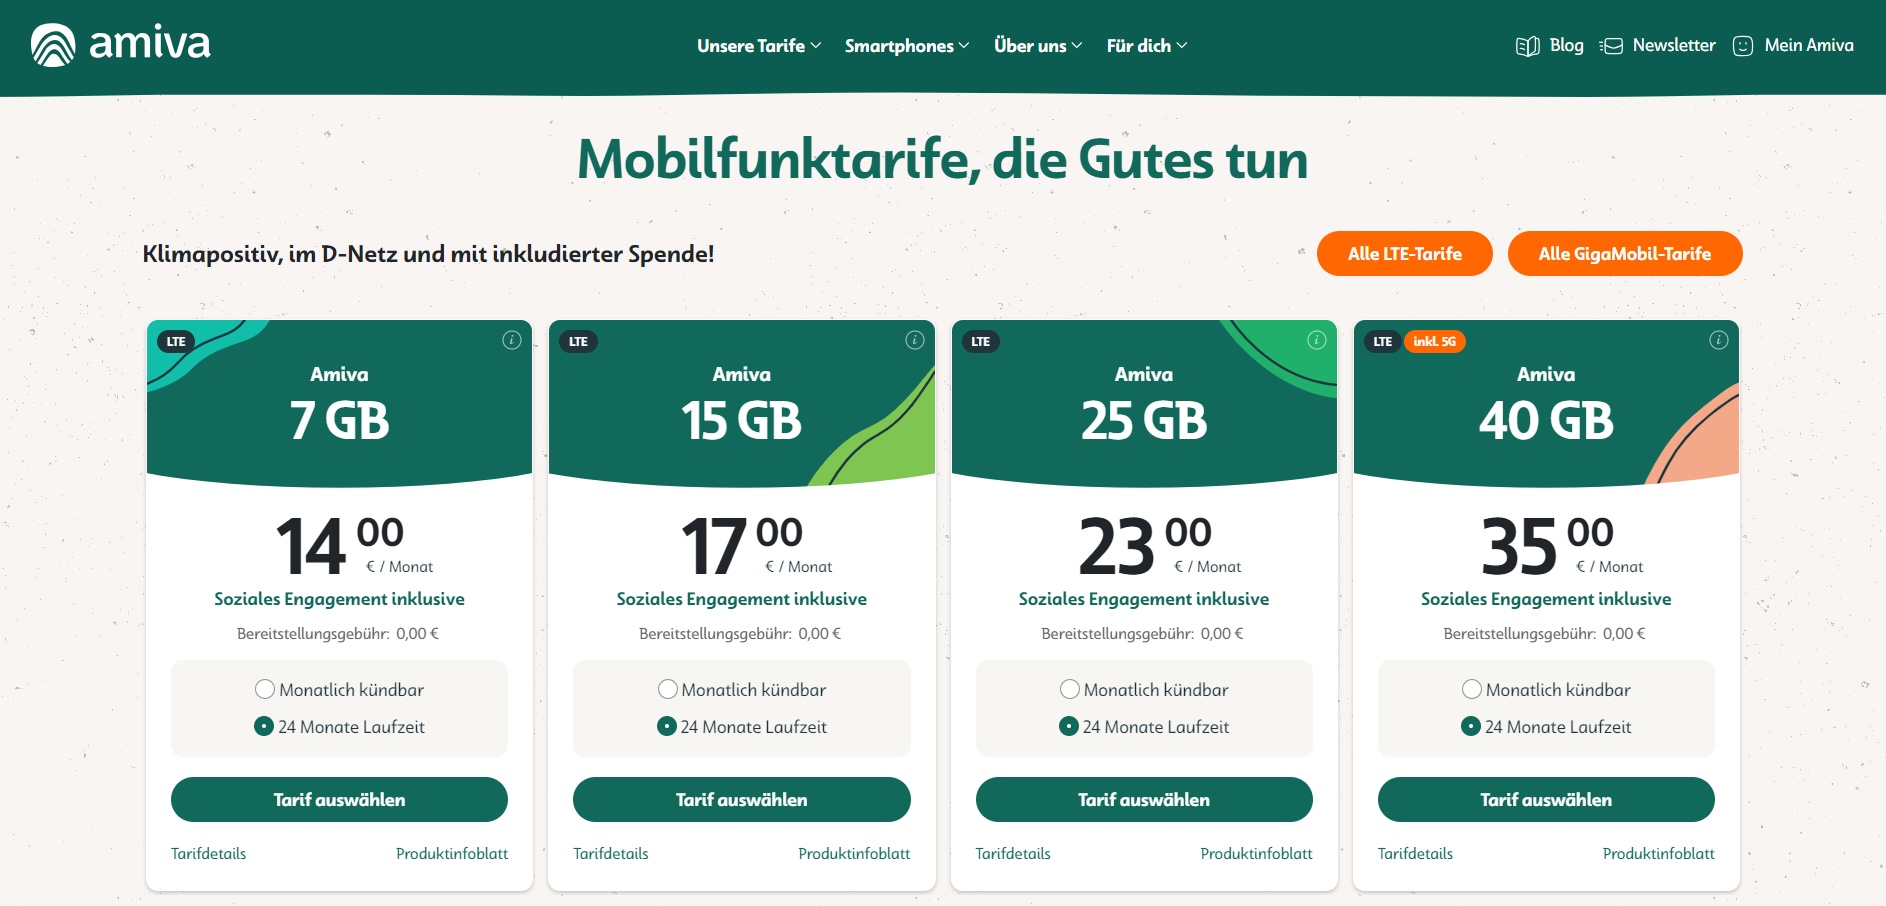 amiva
Unsere Tarife
Smartphones
Über uns
Für dich
Blog
Newsletter
Mein Amiva
Mobilfunktarife, die Gutes tun
Klimapositiv, im D-Netz und mit inkludierter Spende!
Alle LTE-Tarife
Alle GigaMobil-Tarife
LTE
i
Amiva
7 GB
14 00
€ / Monat
Soziales Engagement inklusive
Bereitstellungsgebühr: 0,00 €
Monatlich kündbar
24 Monate Laufzeit
Tarif auswählen
Tarifdetails
Produktinfoblatt
LTE
i
Amiva
15 GB
17 00
€ / Monat
Soziales Engagement inklusive
Bereitstellungsgebühr: 0,00 €
Monatlich kündbar
24 Monate Laufzeit
Tarif auswählen
Tarifdetails
Produktinfoblatt
LTE
i
Amiva
25 GB
23 00
€ / Monat
Soziales Engagement inklusive
Bereitstellungsgebühr: 0,00 €
Monatlich kündbar
24 Monate Laufzeit
Tarif auswählen
Tarifdetails
Produktinfoblatt
LTE
inkl. 5G
i
Amiva
40 GB
35 00
€ / Monat
Soziales Engagement inklusive
Bereitstellungsgebühr: 0,00 €
Monatlich kündbar
24 Monate Laufzeit
Tarif auswählen
Tarifdetails
Produktinfoblatt